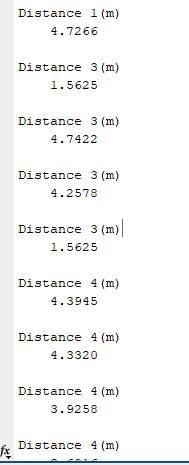 Distance 1(m)
4.7266
Distance 3(m)
1.5625
Distance 3(m)
4.7422
Distance 3(m)
4.2578
Distance 3(m)
1.5625
Distance 4(m)
4.3945
Distance 4(m)
4.3320
Distance 4(m)
3.9258
fx Distance 4(m)